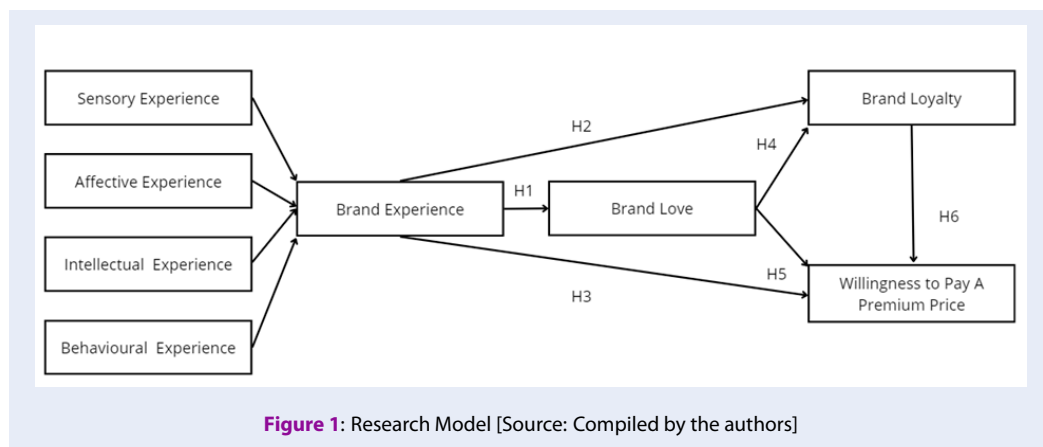 Sensory Experience
Affective Experience
Intellectual Experience
Behavioural Experience
Brand Experience
H1
H2
H3
Brand Love
H4
H5
Brand Loyalty
H6
Willingness to Pay A
Premium Price
Figure 1: Research Model [Source: Compiled by the authors]